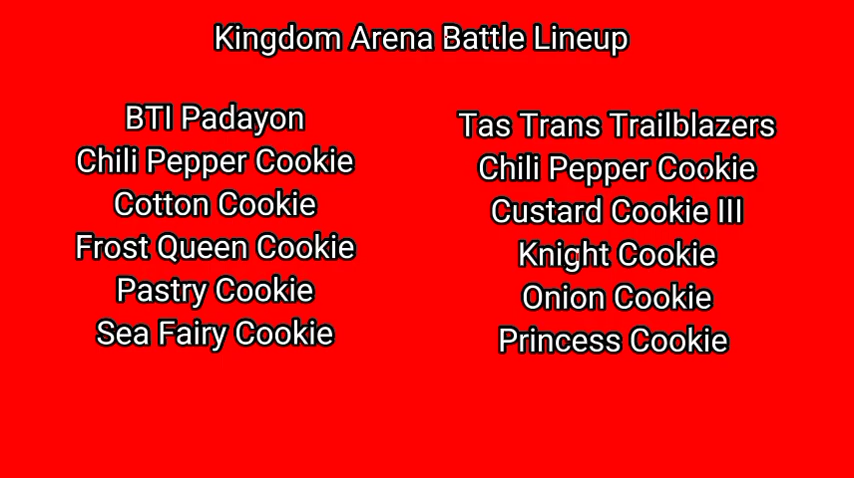 Kingdom Arena Battle Lineup
BTI Padayon
Chili Pepper Cookie
Cotton Cookie
Frost Queen Cookie
Pastry Cookie
Sea Fairy Cookie
Tas Trans Trailblazers
Chili Pepper Cookie
Custard Cookie III
Knight Cookie
Onion Cookie
Princess Cookie